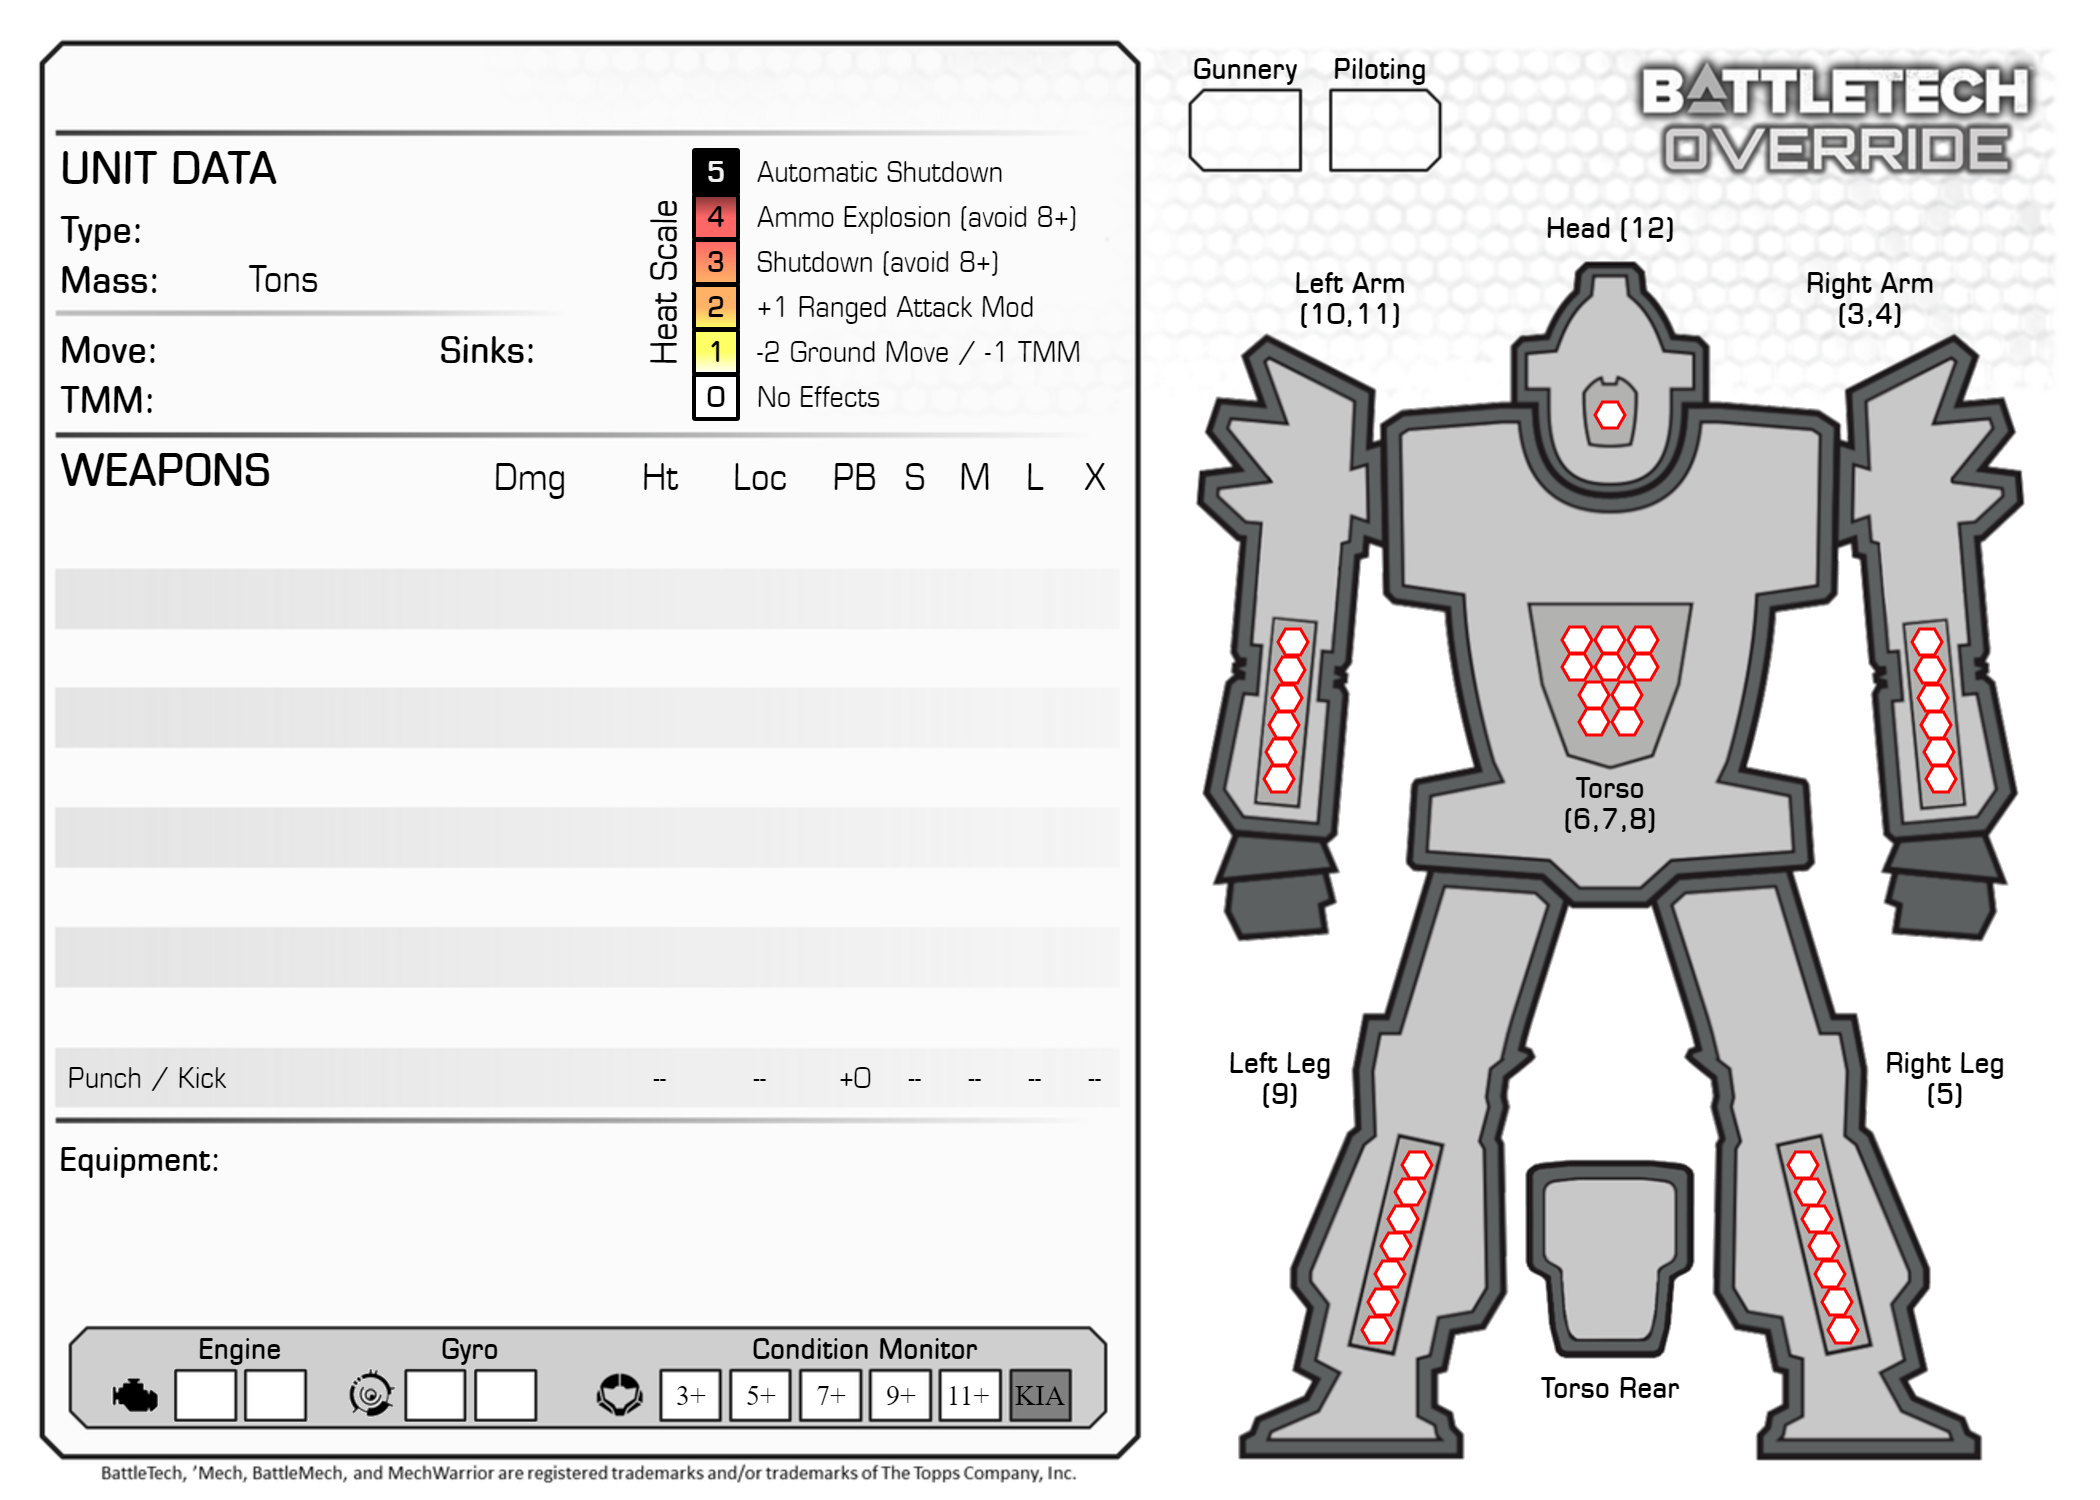 Gunnery Piloting
BATTLETECH
OVERRIDE
UNIT DATA
Type:
Mass: Tons
Move: Sinks:
TMM:
Heat Scale
5 Automatic Shutdown
4 Ammo Explosion (avoid 8+)
3 Shutdown (avoid 8+)
2 +1 Ranged Attack Mod
1 -2 Ground Move / -1 TMM
0 No Effects
WEAPONS Dmg Ht Loc PB S M L X
Punch / Kick -- -- +0 -- -- -- --
Equipment:
Engine Gyro Condition Monitor
3+ 5+ 7+ 9+ 11+ KIA
BattleTech, 'Mech, BattleMech, and MechWarrior are registered trademarks and/or trademarks of The Topps Company, Inc.
Head (12)
Left Arm
(10,11)
Right Arm
(3,4)
Torso
(6,7,8)
Left Leg
(9)
Right Leg
(5)
Torso Rear